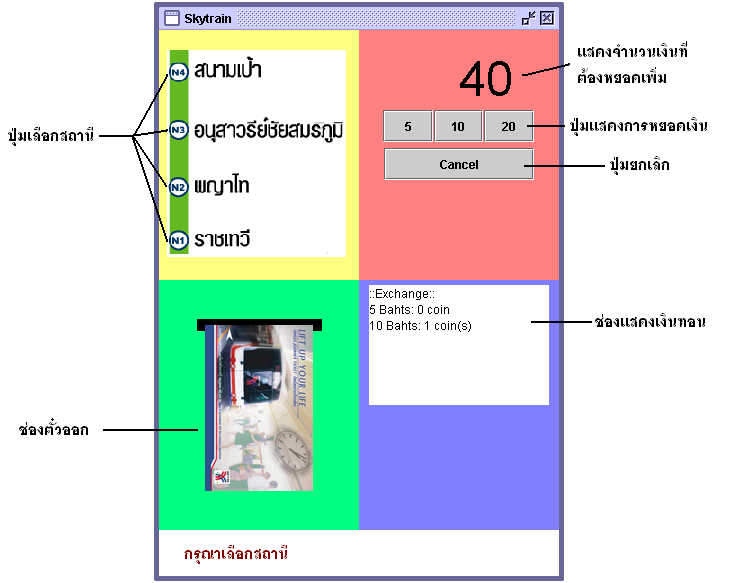 Skytrain
แสดงจำนวนเงินที่
ต้องหยอดเพิ่ม
40
N4 สนามเป้า
ปุ่มเลือกสถานี
N3 อนุสาวรีย์ชัยสมรภูมิ
5 10 20
ปุ่มแสดงการหยอดเงิน
Cancel
ปุ่มยกเลิก
N2 พญาไท
N1 ราชเทวี
::Exchange::
5 Bahts: 0 coin
10 Bahts: 1 coin(s)
ช่องแสดงเงินทอน
LIFT UP YOUR LIFE
ช่องตั๋วออก
กรุณาเลือกสถานี